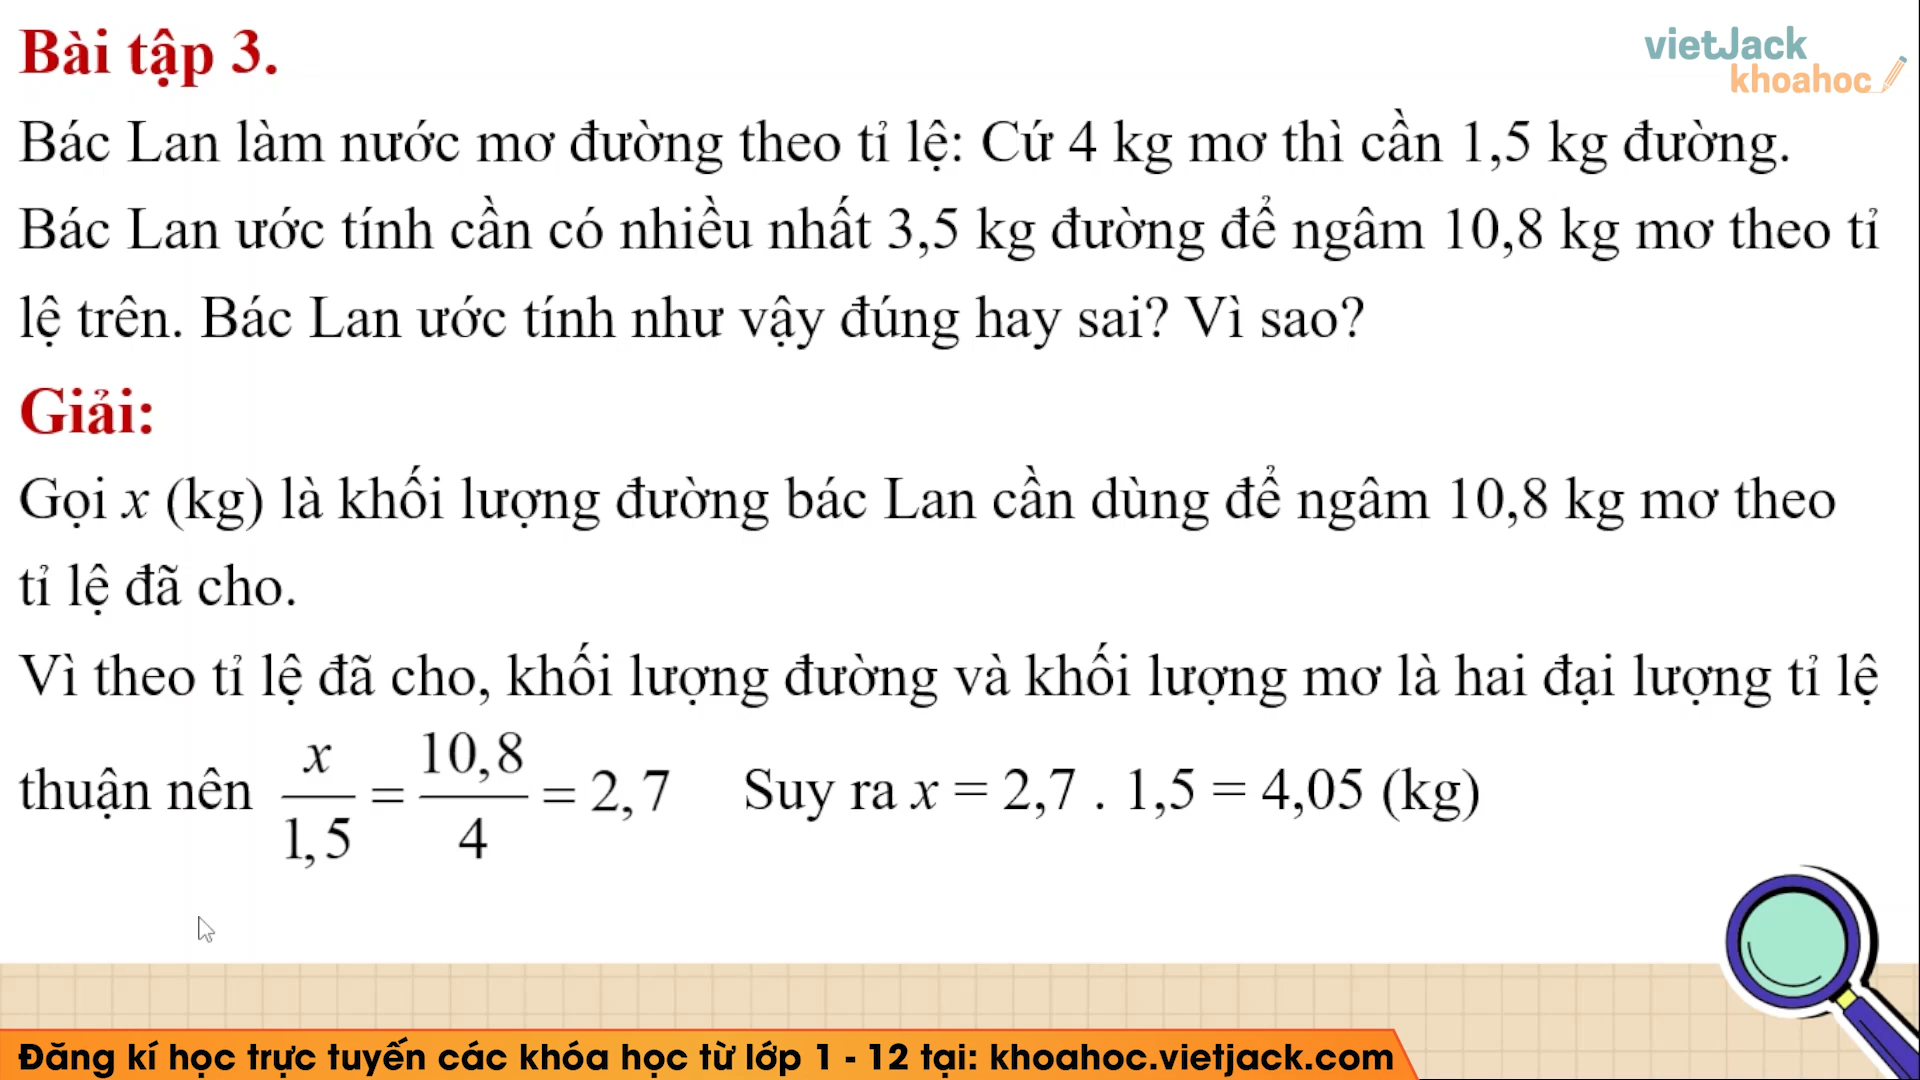 Bài tập 3.
vietJack
khoahoc
Bác Lan làm nước mơ đường theo tỉ lệ: Cứ 4 kg mơ thì cần 1,5 kg đường.
Bác Lan ước tính cần có nhiều nhất 3,5 kg đường để ngâm 10,8 kg mơ theo tỉ
lệ trên. Bác Lan ước tính như vậy đúng hay sai? Vì sao?
Giải:
Gọi x (kg) là khối lượng đường bác Lan cần dùng để ngâm 10,8 kg mơ theo
tỉ lệ đã cho.
Vì theo tỉ lệ đã cho, khối lượng đường và khối lượng mơ là hai đại lượng tỉ lệ
thuận nên x/1,5 = 10,8/4 = 2,7 Suy ra x = 2,7 . 1,5 = 4,05 (kg)
Đăng kí học trực tuyến các khóa học từ lớp 1 - 12 tại: khoahoc.vietjack.com